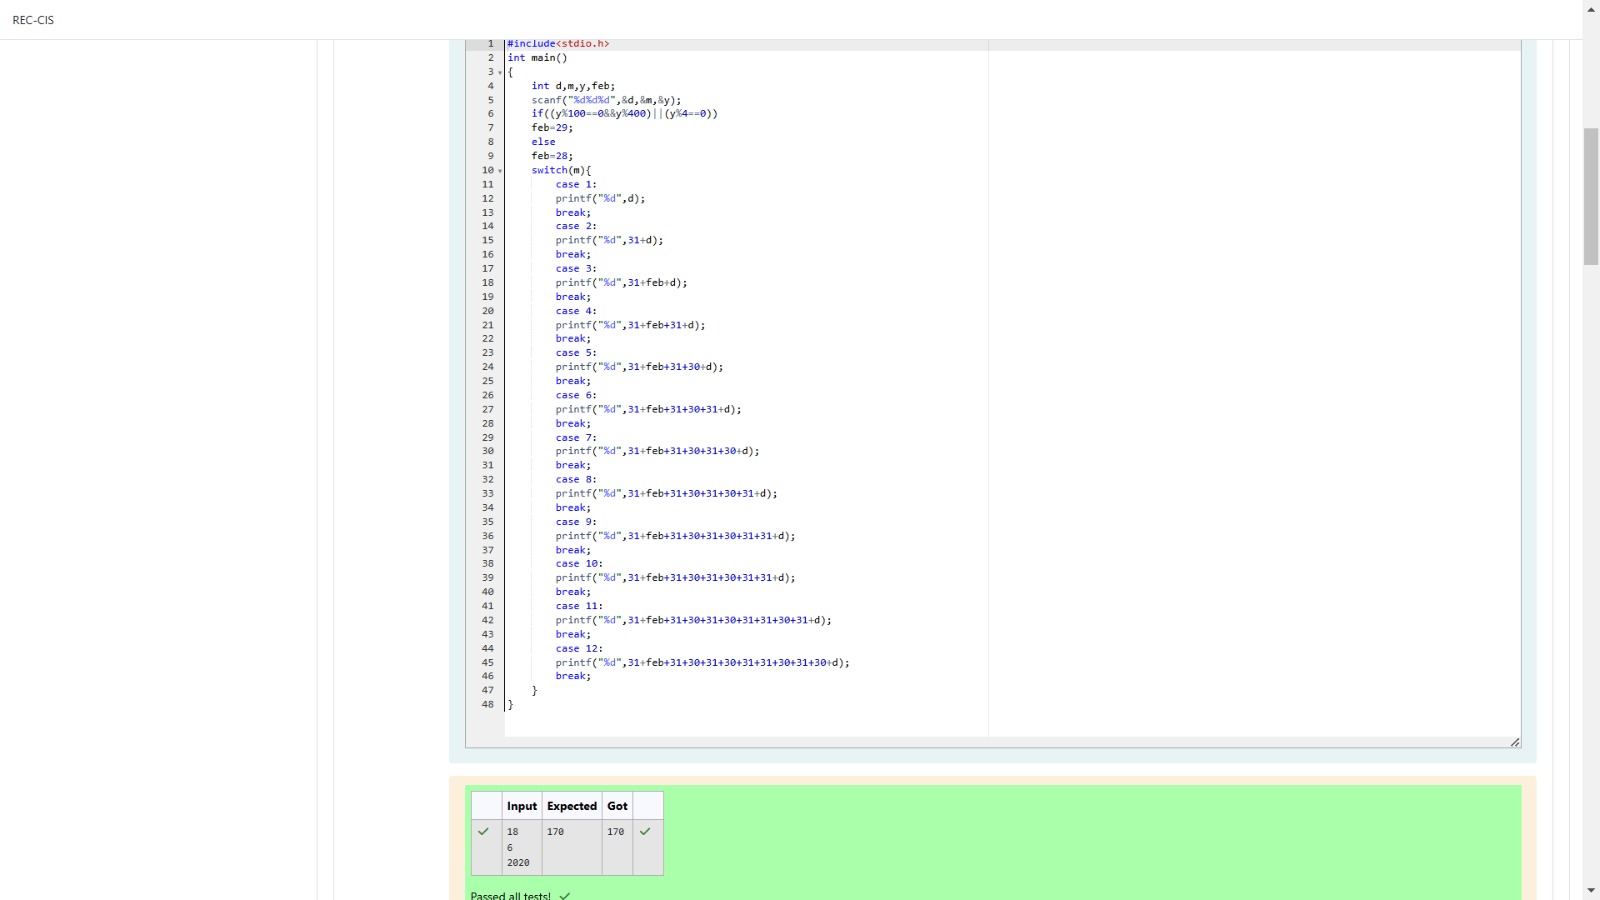 REC-CIS
1 #include<stdio.h>
2 int main()
3 {
4     int d,m,y,feb;
5     scanf("%d%d%d",&d,&m,&y);
6     if((y%100==0&&y%400)||(y%4==0))
7     feb=29;
8     else
9     feb=28;
10     switch(m){
11         case 1:
12         printf("%d",d);
13         break;
14         case 2:
15         printf("%d",31+d);
16         break;
17         case 3:
18         printf("%d",31+feb+d);
19         break;
20         case 4:
21         printf("%d",31+feb+31+d);
22         break;
23         case 5:
24         printf("%d",31+feb+31+30+d);
25         break;
26         case 6:
27         printf("%d",31+feb+31+30+31+d);
28         break;
29         case 7:
30         printf("%d",31+feb+31+30+31+30+d);
31         break;
32         case 8:
33         printf("%d",31+feb+31+30+31+30+31+d);
34         break;
35         case 9:
36         printf("%d",31+feb+31+30+31+30+31+31+d);
37         break;
38         case 10:
39         printf("%d",31+feb+31+30+31+30+31+31+d);
40         break;
41         case 11:
42         printf("%d",31+feb+31+30+31+30+31+31+30+31+d);
43         break;
44         case 12:
45         printf("%d",31+feb+31+30+31+30+31+31+30+31+30+d);
46         break;
47     }
48 }
Input Expected Got
18 170 170
6
2020
Passed all tests!